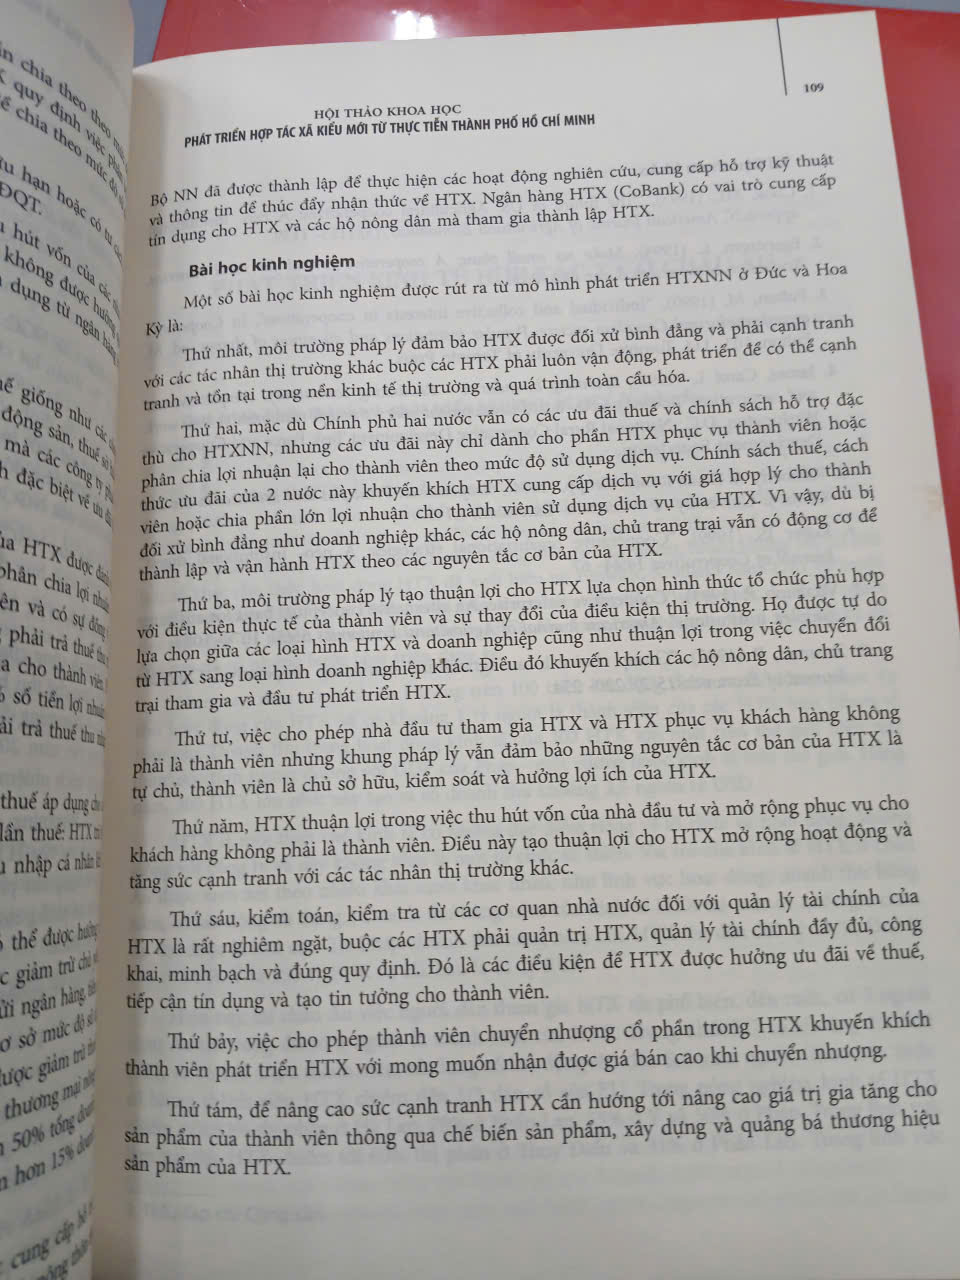 109
HỘI THẢO KHOA HỌC
PHÁT TRIỂN HỢP TÁC XÃ KIỂU MỚI TỪ THỰC TIỄN THÀNH PHỐ HỒ CHÍ MINH
Bộ NN đã được thành lập để thực hiện các hoạt động nghiên cứu, cung cấp hỗ trợ kỹ thuật
và thông tin để thúc đẩy nhận thức về HTX. Ngân hàng HTX (CoBank) có vai trò cung cấp
tín dụng cho HTX và các hộ nông dân mà tham gia thành lập HTX.
Bài học kinh nghiệm
Một số bài học kinh nghiệm được rút ra từ mô hình phát triển HTXNN ở Đức và Hoa
Kỳ là:
Thứ nhất, môi trường pháp lý đảm bảo HTX được đối xử bình đẳng và phải cạnh tranh
với các tác nhân thị trường khác buộc các HTX phải luôn vận động, phát triển để có thể cạnh
tranh và tồn tại trong nền kinh tế thị trường và quá trình toàn cầu hóa.
Thứ hai, mặc dù Chính phủ hai nước vẫn có các ưu đãi thuế và chính sách hỗ trợ đặc
thù cho HTXNN, nhưng các ưu đãi này chỉ dành cho phần HTX phục vụ thành viên hoặc
phân chia lợi nhuận lại cho thành viên theo mức độ sử dụng dịch vụ. Chính sách thuế, cách
thức ưu đãi của 2 nước này khuyến khích HTX cung cấp dịch vụ với giá hợp lý cho thành
viên hoặc chia phần lớn lợi nhuận cho thành viên sử dụng dịch vụ của HTX. Vì vậy, dù bị
đối xử bình đẳng như doanh nghiệp khác, các hộ nông dân, chủ trang trại vẫn có động cơ để
thành lập và vận hành HTX theo các nguyên tắc cơ bản của HTX.
Thứ ba, môi trường pháp lý tạo thuận lợi cho HTX lựa chọn hình thức tổ chức phù hợp
với điều kiện thực tế của thành viên và sự thay đổi của điều kiện thị trường. Họ được tự do
lựa chọn giữa các loại hình HTX và doanh nghiệp cũng như thuận lợi trong việc chuyển đổi
từ HTX sang loại hình doanh nghiệp khác. Điều đó khuyến khích các hộ nông dân, chủ trang
trại tham gia và đầu tư phát triển HTX.
Thứ tư, việc cho phép nhà đầu tư tham gia HTX và HTX phục vụ khách hàng không
phải là thành viên nhưng khung pháp lý vẫn đảm bảo những nguyên tắc cơ bản của HTX là
tự chủ, thành viên là chủ sở hữu, kiểm soát và hưởng lợi ích của HTX.
Thứ năm, HTX thuận lợi trong việc thu hút vốn của nhà đầu tư và mở rộng phục vụ cho
khách hàng không phải là thành viên. Điều này tạo thuận lợi cho HTX mở rộng hoạt động và
tăng sức cạnh tranh với các tác nhân thị trường khác.
Thứ sáu, kiểm toán, kiểm tra từ các cơ quan nhà nước đối với quản lý tài chính của
HTX là rất nghiêm ngặt, buộc các HTX phải quản trị HTX, quản lý tài chính đầy đủ, công
khai, minh bạch và đúng quy định. Đó là các điều kiện để HTX được hưởng ưu đãi về thuế,
tiếp cận tín dụng và tạo tin tưởng cho thành viên.
Thứ bảy, việc cho phép thành viên chuyển nhượng cổ phần trong HTX khuyến khích
thành viên phát triển HTX với mong muốn nhận được giá bán cao khi chuyển nhượng.
Thứ tám, để nâng cao sức cạnh tranh HTX cần hướng tới nâng cao giá trị gia tăng cho
sản phẩm của thành viên thông qua chế biến sản phẩm, xây dựng và quảng bá thương hiệu
sản phẩm của HTX.